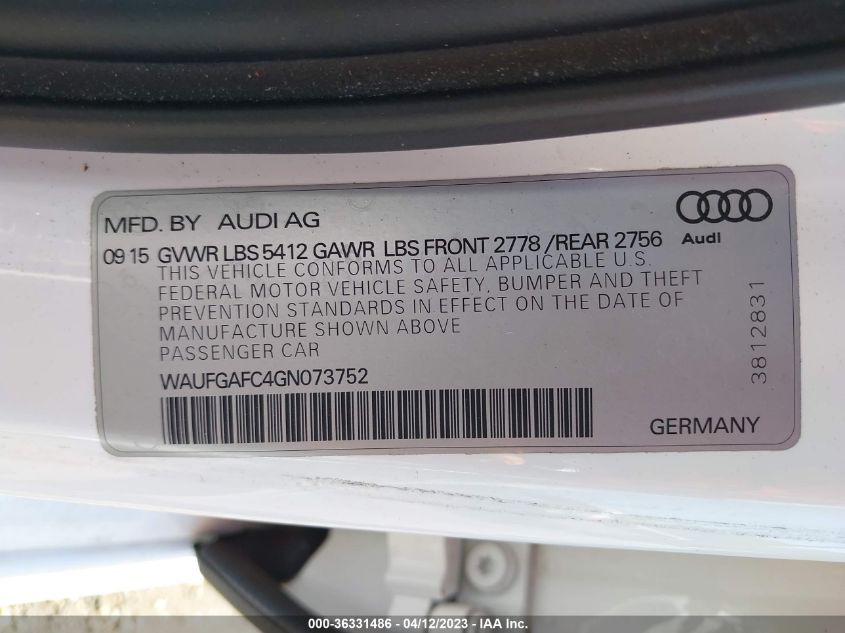 MFD. BY AUDI AG
Audi
09 15 GVWR LBS 5412 GAWR LBS FRONT 2778 /REAR 2756
THIS VEHICLE CONFORMS TO ALL APPLICABLE U.S.
FEDERAL MOTOR VEHICLE SAFETY, BUMPER AND THEFT
PREVENTION STANDARDS IN EFFECT ON THE DATE OF
MANUFACTURE SHOWN ABOVE
PASSENGER CAR
3812831
WAUFGAFC4GN073752
GERMANY
000-36331486 - 04/12/2023 - IAA, Inc.